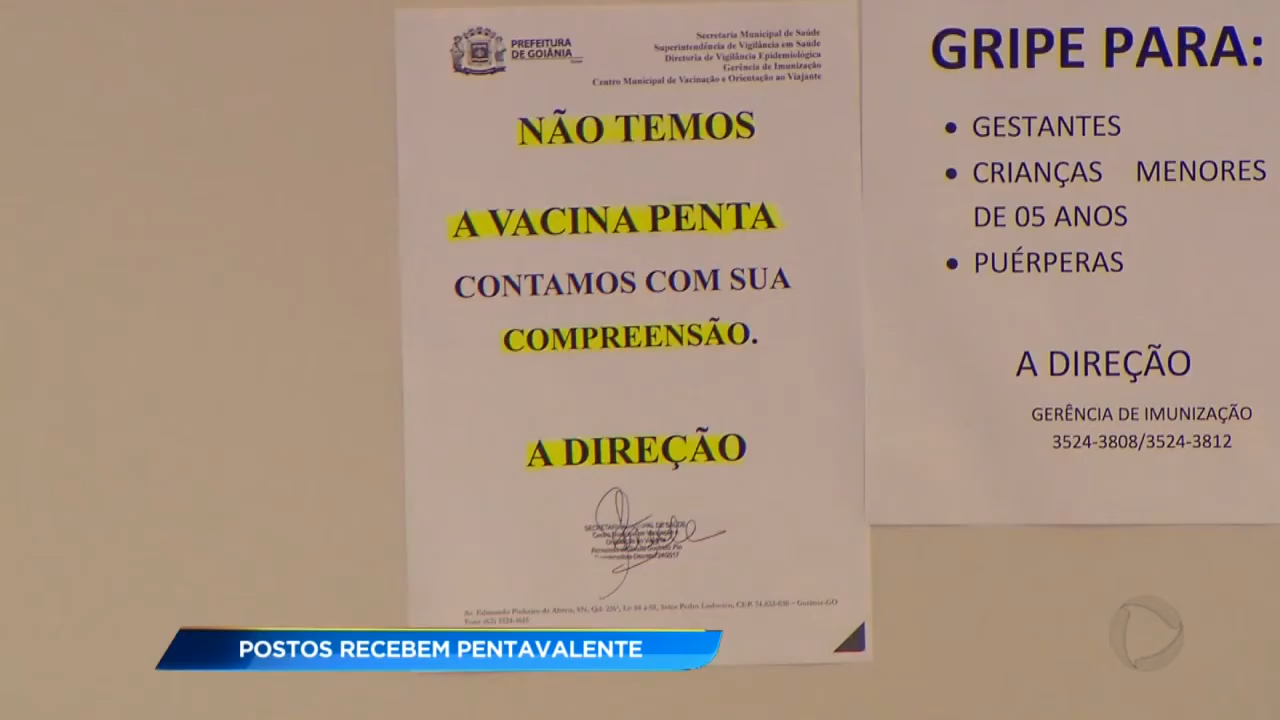 PREFEITURA
DE GOIÂNIA
Secretaria Municipal de Saúde
Superintendência de Vigilância em Saúde
Diretoria de Vigilância Epidemiológica
Gerência de Imunização
Centro Municipal de Vacinação e Orientação ao Viajante
NÃO TEMOS
A VACINA PENTA
CONTAMOS COM SUA
COMPREENSÃO.
A DIREÇÃO
GRIPE PARA:
• GESTANTES
• CRIANÇAS MENORES
DE 05 ANOS
• PUÉRPERAS
A DIREÇÃO
GERÊNCIA DE IMUNIZAÇÃO
3524-3808/3524-3812
POSTOS RECEBEM PENTAVALENTE